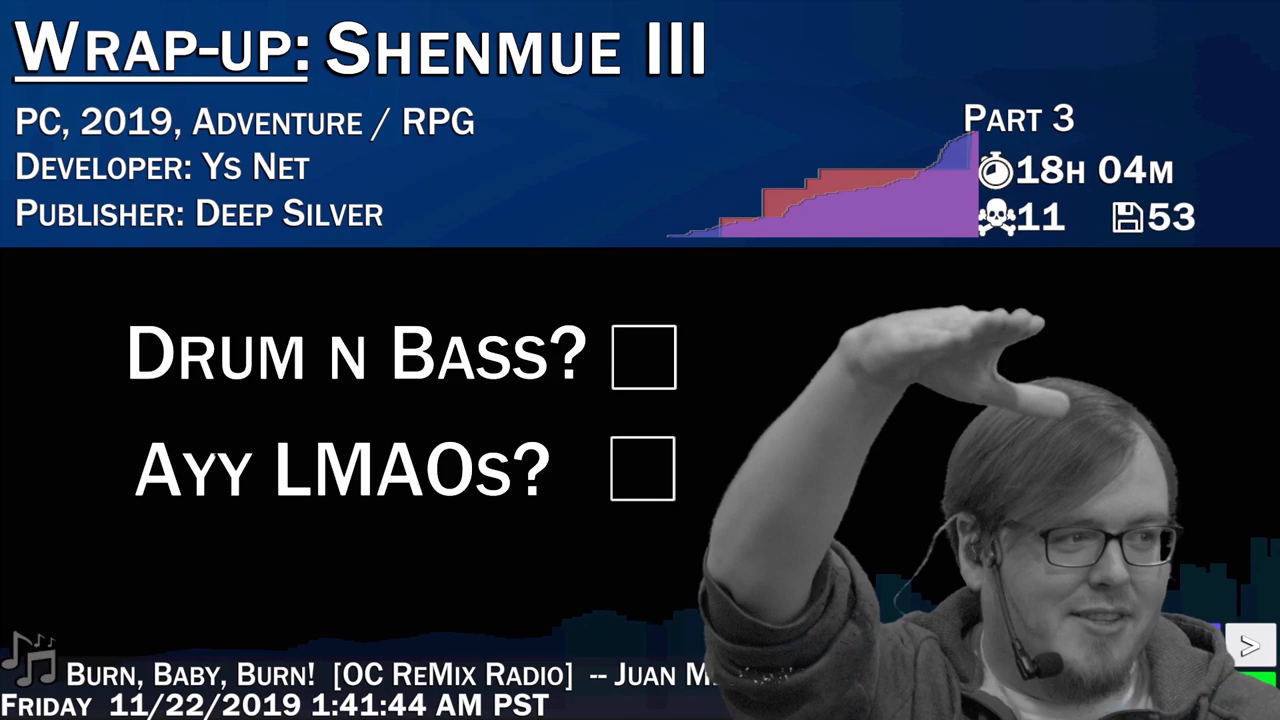 Wrap-up: Shenmue III
PC, 2019, Adventure / RPG
Developer: Ys Net
Publisher: Deep Silver
Part 3
18h 04m
11 53
Drum n Bass?
Ayy LMAOs?
Burn, Baby, Burn! [OC ReMix Radio] -- Juan M
Friday 11/22/2019 1:41:44 AM PST
>